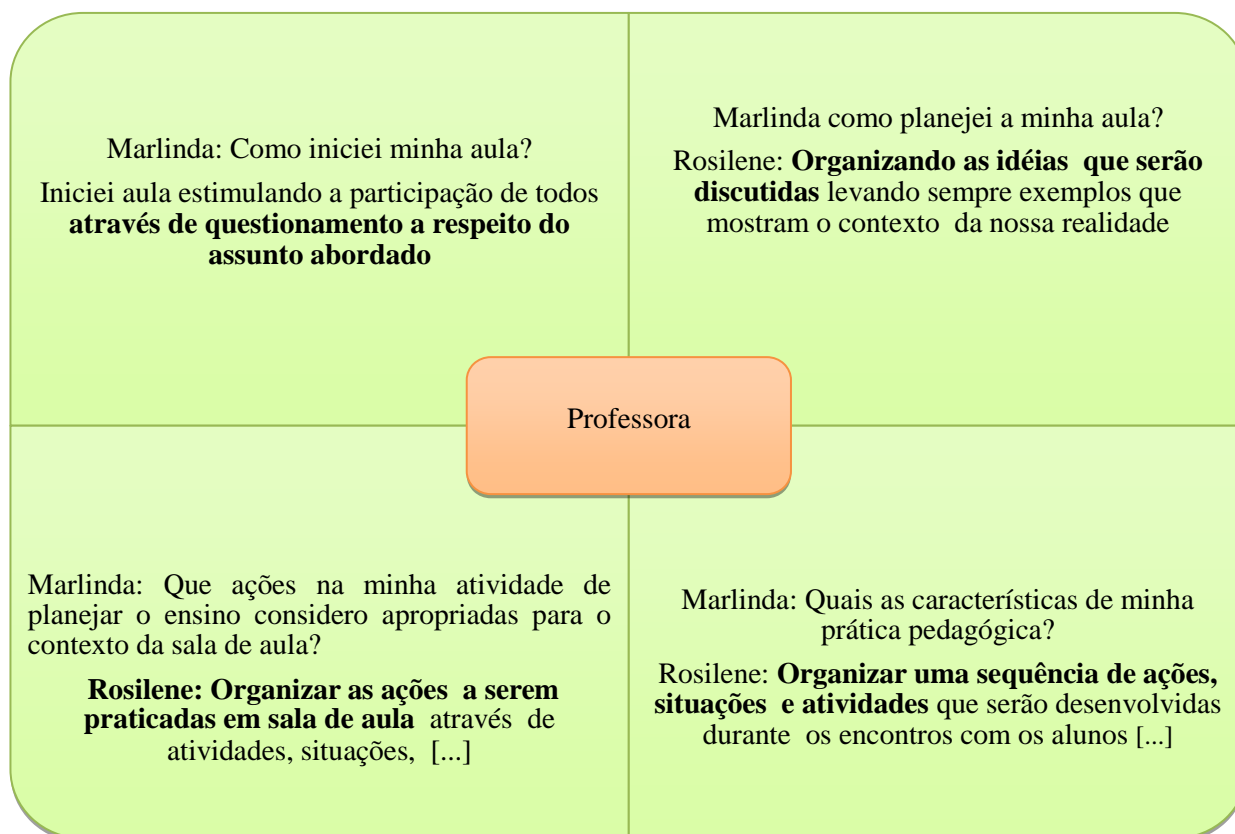 Marlinda: Como iniciei minha aula?
Iniciei aula estimulando a participação de todos
através de questionamento a respeito do
assunto abordado
Marlinda como planejei a minha aula?
Rosilene: Organizando as idéias que serão
discutidas levando sempre exemplos que
mostram o contexto da nossa realidade
Professora
Marlinda: Que ações na minha atividade de
planejar o ensino considero apropriadas para o
contexto da sala de aula?
Rosilene: Organizar as ações a serem
praticadas em sala de aula através de
atividades, situações, [...]
Marlinda: Quais as características de minha
prática pedagógica?
Rosilene: Organizar uma sequência de ações,
situações e atividades que serão desenvolvidas
durante os encontros com os alunos [...]